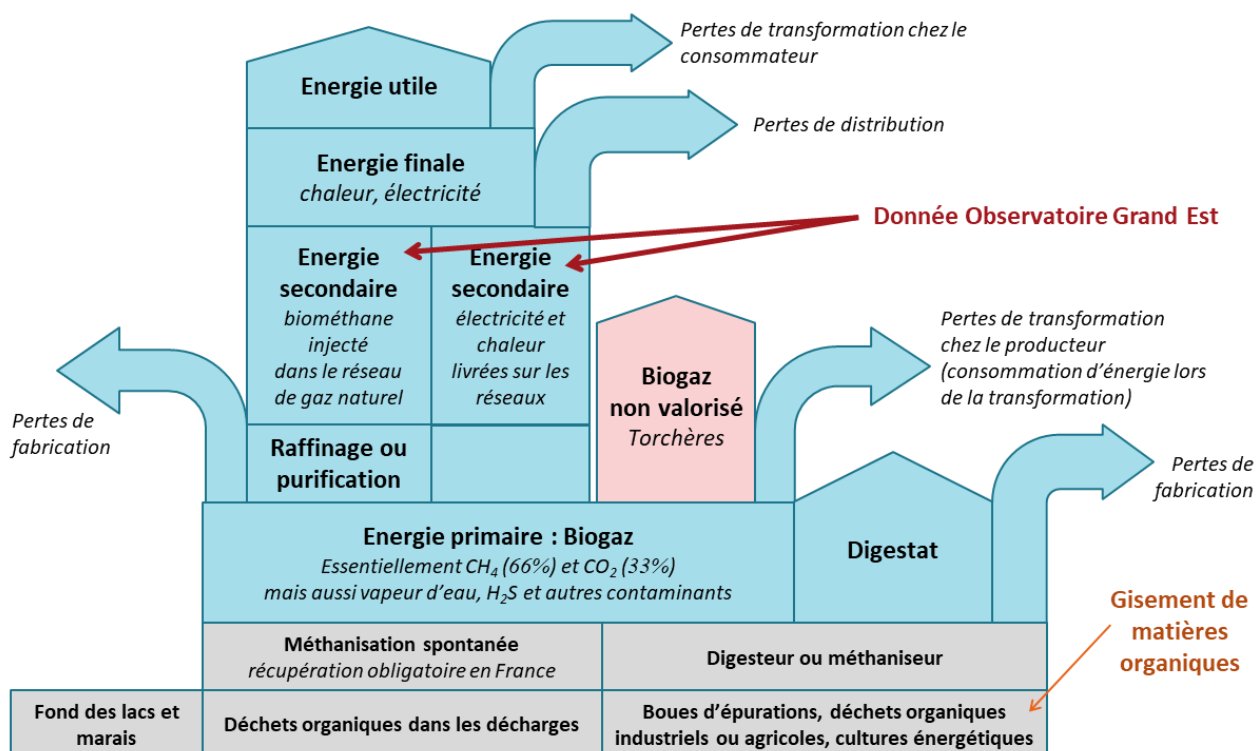 Pertes de transformation chez le
consommateur
Energie utile
Pertes de distribution
Energie finale
chaleur, électricité
Donnée Observatoire Grand Est
Energie
secondaire
biométhane
injecté
dans le réseau
de gaz naturel
Energie
secondaire
électricité et
chaleur
livrées sur les
réseaux
Pertes de transformation
chez le producteur
(consommation d’énergie lors
de la transformation)
Biogaz
non valorisé
Torchères
Pertes de
fabrication
Raffinage ou
purification
Pertes de
fabrication
Energie primaire : Biogaz
Essentiellement CH₄ (66%) et CO₂ (33%)
mais aussi vapeur d’eau, H₂S et autres contaminants
Digestat
Gisement de
matières
organiques
Méthanisation spontanée
récupération obligatoire en France
Digesteur ou méthaniseur
Fond des lacs et
marais
Déchets organiques dans les décharges
Boues d’épurations, déchets organiques
industriels ou agricoles, cultures énergétiques